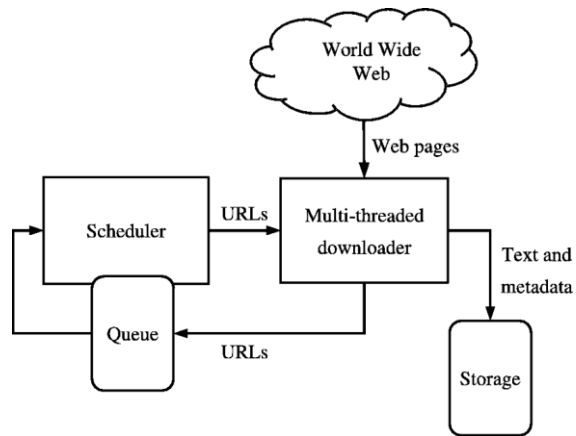 World Wide
Web
Web pages
Scheduler
URLs
Multi-threaded
downloader
Text and
metadata
Queue
URLs
Storage